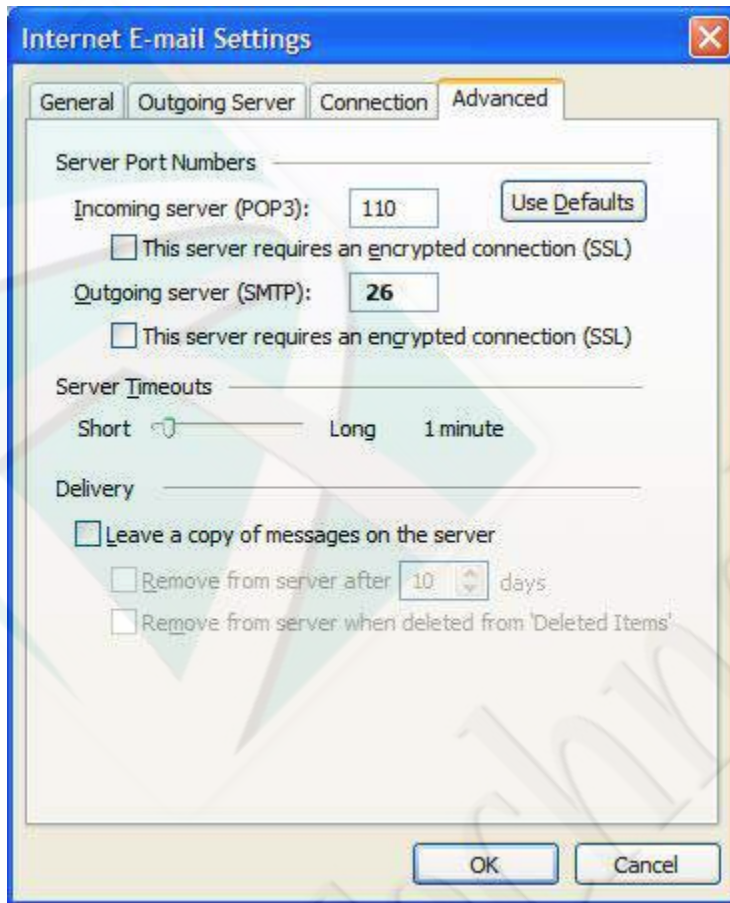 Internet E-mail Settings
General Outgoing Server Connection Advanced
Server Port Numbers
Incoming server (POP3): 110 Use Defaults
This server requires an encrypted connection (SSL)
Outgoing server (SMTP): 26
This server requires an encrypted connection (SSL)
Server Timeouts
Short Long 1 minute
Delivery
Leave a copy of messages on the server
Remove from server after 10 days
Remove from server when deleted from 'Deleted Items'
OK Cancel